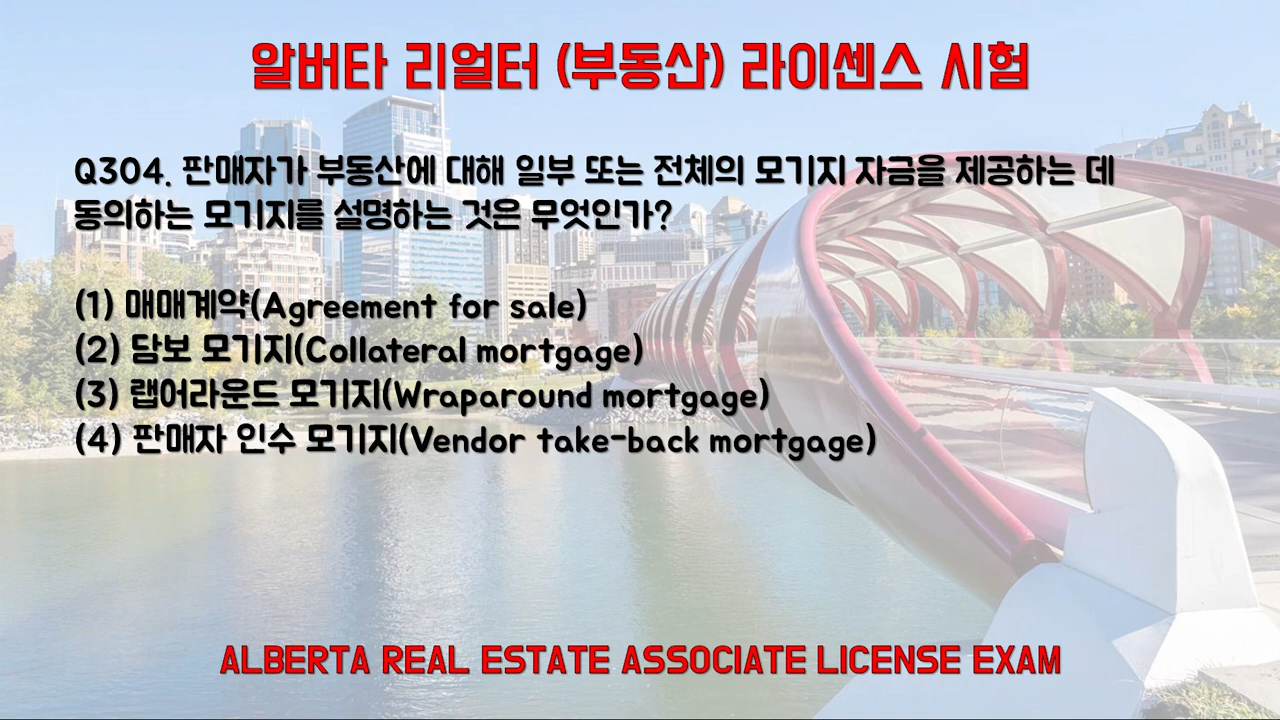 알버타 리얼터 (부동산) 라이센스 시험
Q304. 판매자가 부동산에 대해 일부 또는 전체의 모기지 자금을 제공하는 데
동의하는 모기지를 설명하는 것은 무엇인가?
(1) 매매계약(Agreement for sale)
(2) 담보 모기지(Collateral mortgage)
(3) 랩어라운드 모기지(Wraparound mortgage)
(4) 판매자 인수 모기지(Vendor take-back mortgage)
ALBERTA REAL ESTATE ASSOCIATE LICENSE EXAM